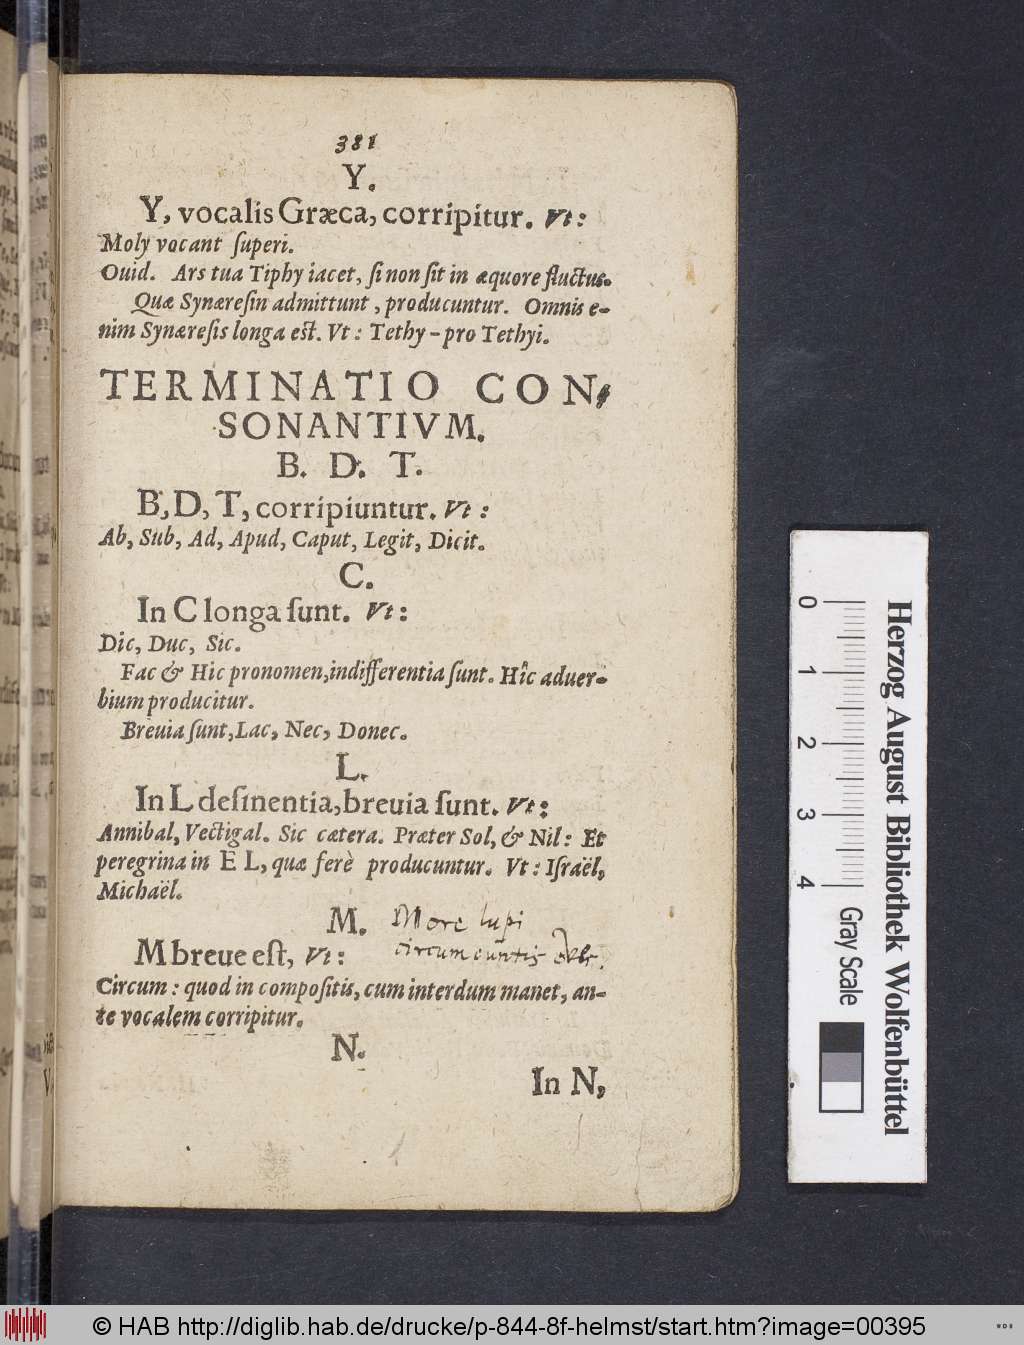 381
Y.
Y, vocalis Græca, corripitur. Vt:
Moly vocant ſuperi.
Ouid. Ars tua Tiphy iacet, ſi non ſit in æquore fluctus.
Quæ Synæreſin admittunt, producuntur. Omnis e-
nim Synæreſis longa eſt. Vt: Tethy-pro Tethyi.
TERMINATIO CON-
SONANTIVM.
B. D. T.
B, D, T, corripiuntur. Vt:
Ab, Sub, Ad, Apud, Caput, Legit, Dicit.
C.
In C longa ſunt. Vt:
Dic, Duc, Sic.
Fac & Hic pronomen, indifferentia ſunt. Hîc aduer-
bium producitur.
Breuia ſunt, Lac, Nec, Donec.
L.
In L deſinentia, breuia ſunt. Vt:
Annibal, Vectigal. Sic cætera. Præter Sol, & Nil: Et
peregrina in EL, quæ ferè producuntur. Vt: Iſraël,
Michaël.
M. More lupi
M breue eſt, Vt: circumeuntis
Circum: quod in compoſitis, cum interdum manet, an-
te vocalem corripitur.
N.
In N,
Herzog August Bibliothek Wolfenbüttel
0 1 2 3 4
Gray Scale
© HAB http://diglib.hab.de/drucke/p-844-8f-helmst/start.htm?image=00395